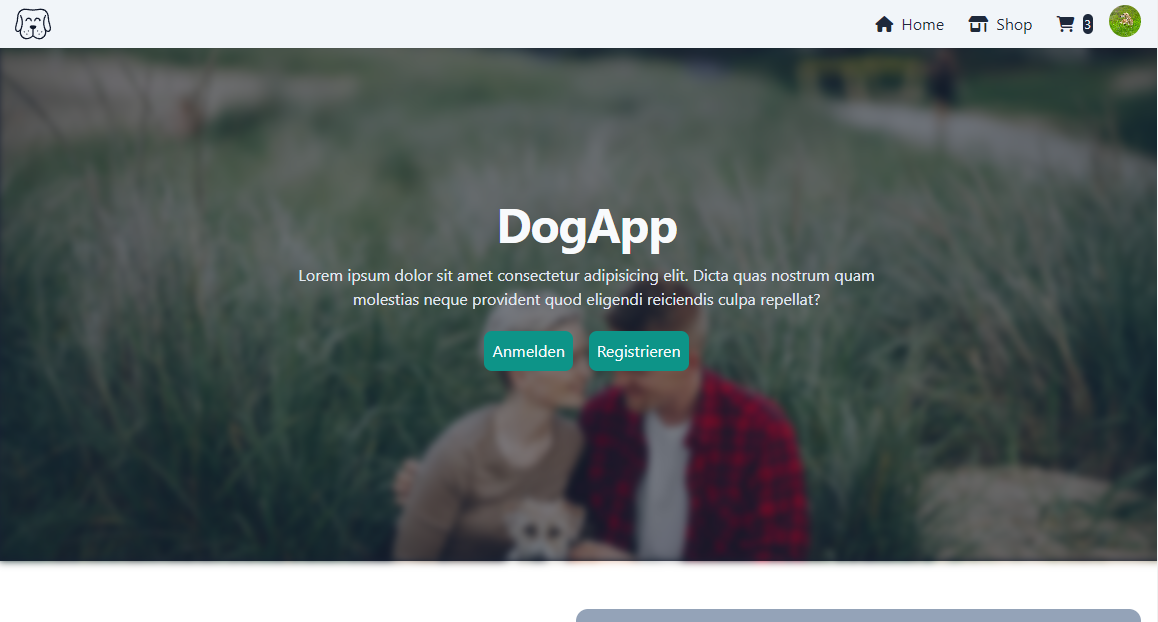 Home
Shop
3
DogApp
Lorem ipsum dolor sit amet consectetur adipisicing elit. Dicta quas nostrum quam
molestias neque provident quod eligendi reiciendis culpa repellat?
Anmelden
Registrieren